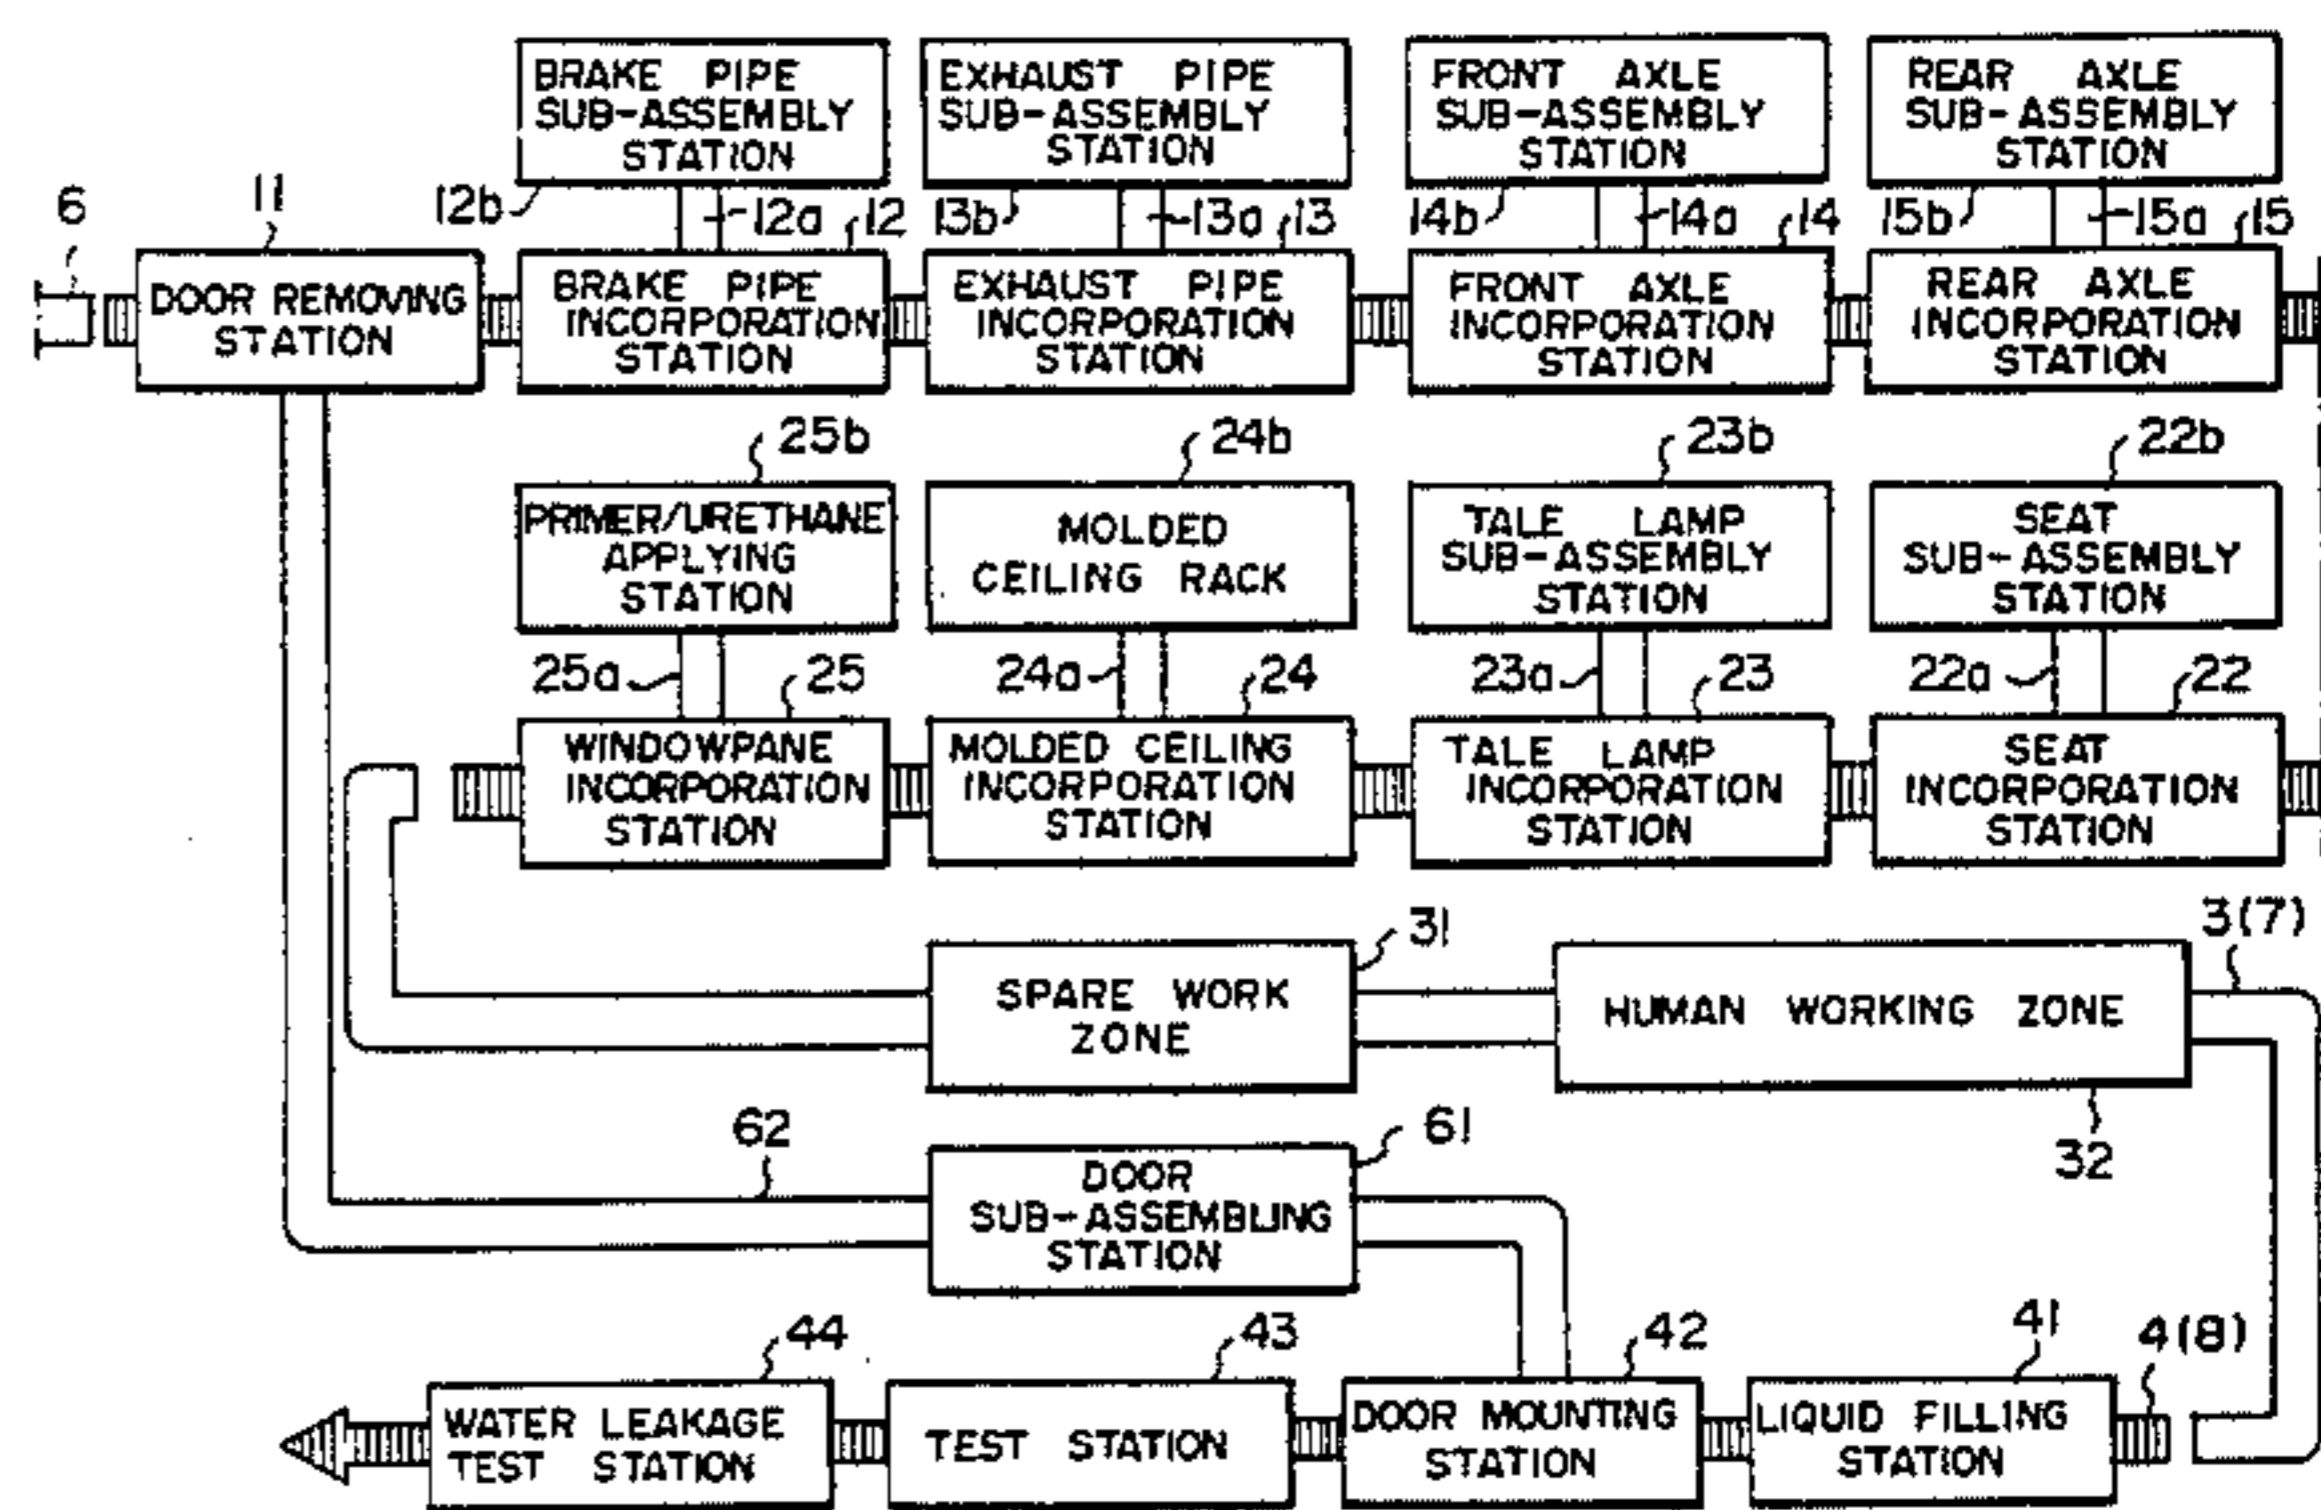 BRAKE PIPE
SUB-ASSEMBLY
STATION
EXHAUST PIPE
SUB-ASSEMBLY
STATION
FRONT AXLE
SUB-ASSEMBLY
STATION
REAR AXLE
SUB-ASSEMBLY
STATION
6
11
12b
12a
12
13b
13a
13
14b
14a
14
15b
15a
15
DOOR REMOVING
STATION
BRAKE PIPE
INCORPORATION
STATION
EXHAUST PIPE
INCORPORATION
STATION
FRONT AXLE
INCORPORATION
STATION
REAR AXLE
INCORPORATION
STATION
25b
24b
23b
22b
PRIMER/URETHANE
APPLYING
STATION
MOLDED
CEILING RACK
TALE LAMP
SUB-ASSEMBLY
STATION
SEAT
SUB-ASSEMBLY
STATION
25a
25
24a
24
23a
23
22a
22
WINDOWPANE
INCORPORATION
STATION
MOLDED CEILING
INCORPORATION
STATION
TALE LAMP
INCORPORATION
STATION
SEAT
INCORPORATION
STATION
31
3(7)
SPARE WORK
ZONE
HUMAN WORKING ZONE
32
62
61
DOOR
SUB-ASSEMBLING
STATION
44
43
42
41
4(8)
WATER LEAKAGE
TEST STATION
TEST STATION
DOOR MOUNTING
STATION
LIQUID FILLING
STATION